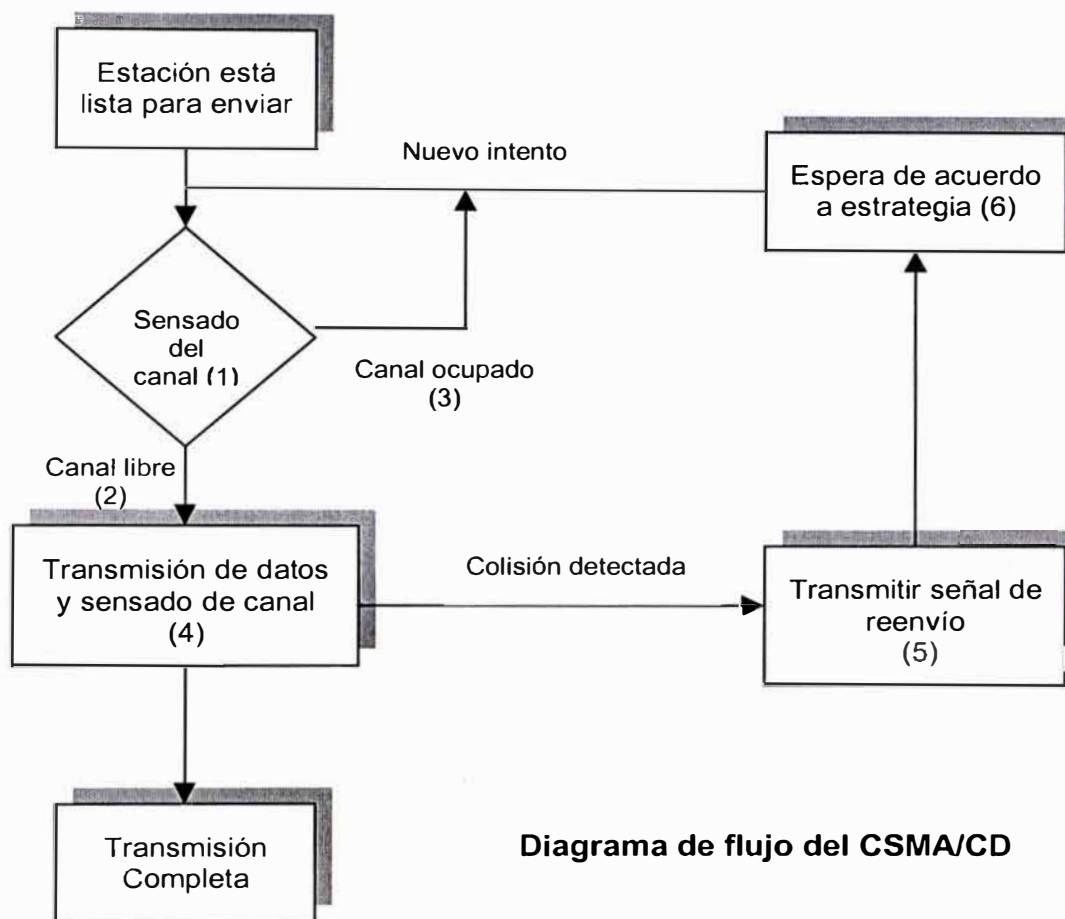 Estación está
lista para enviar
Nuevo intento
Espera de acuerdo
a estrategia (6)
Sensado
del
canal (1)
Canal ocupado
(3)
Canal libre
(2)
Transmisión de datos
y sensado de canal
(4)
Colisión detectada
Transmitir señal de
reenvío
(5)
Transmisión
Completa
Diagrama de flujo del CSMA/CD